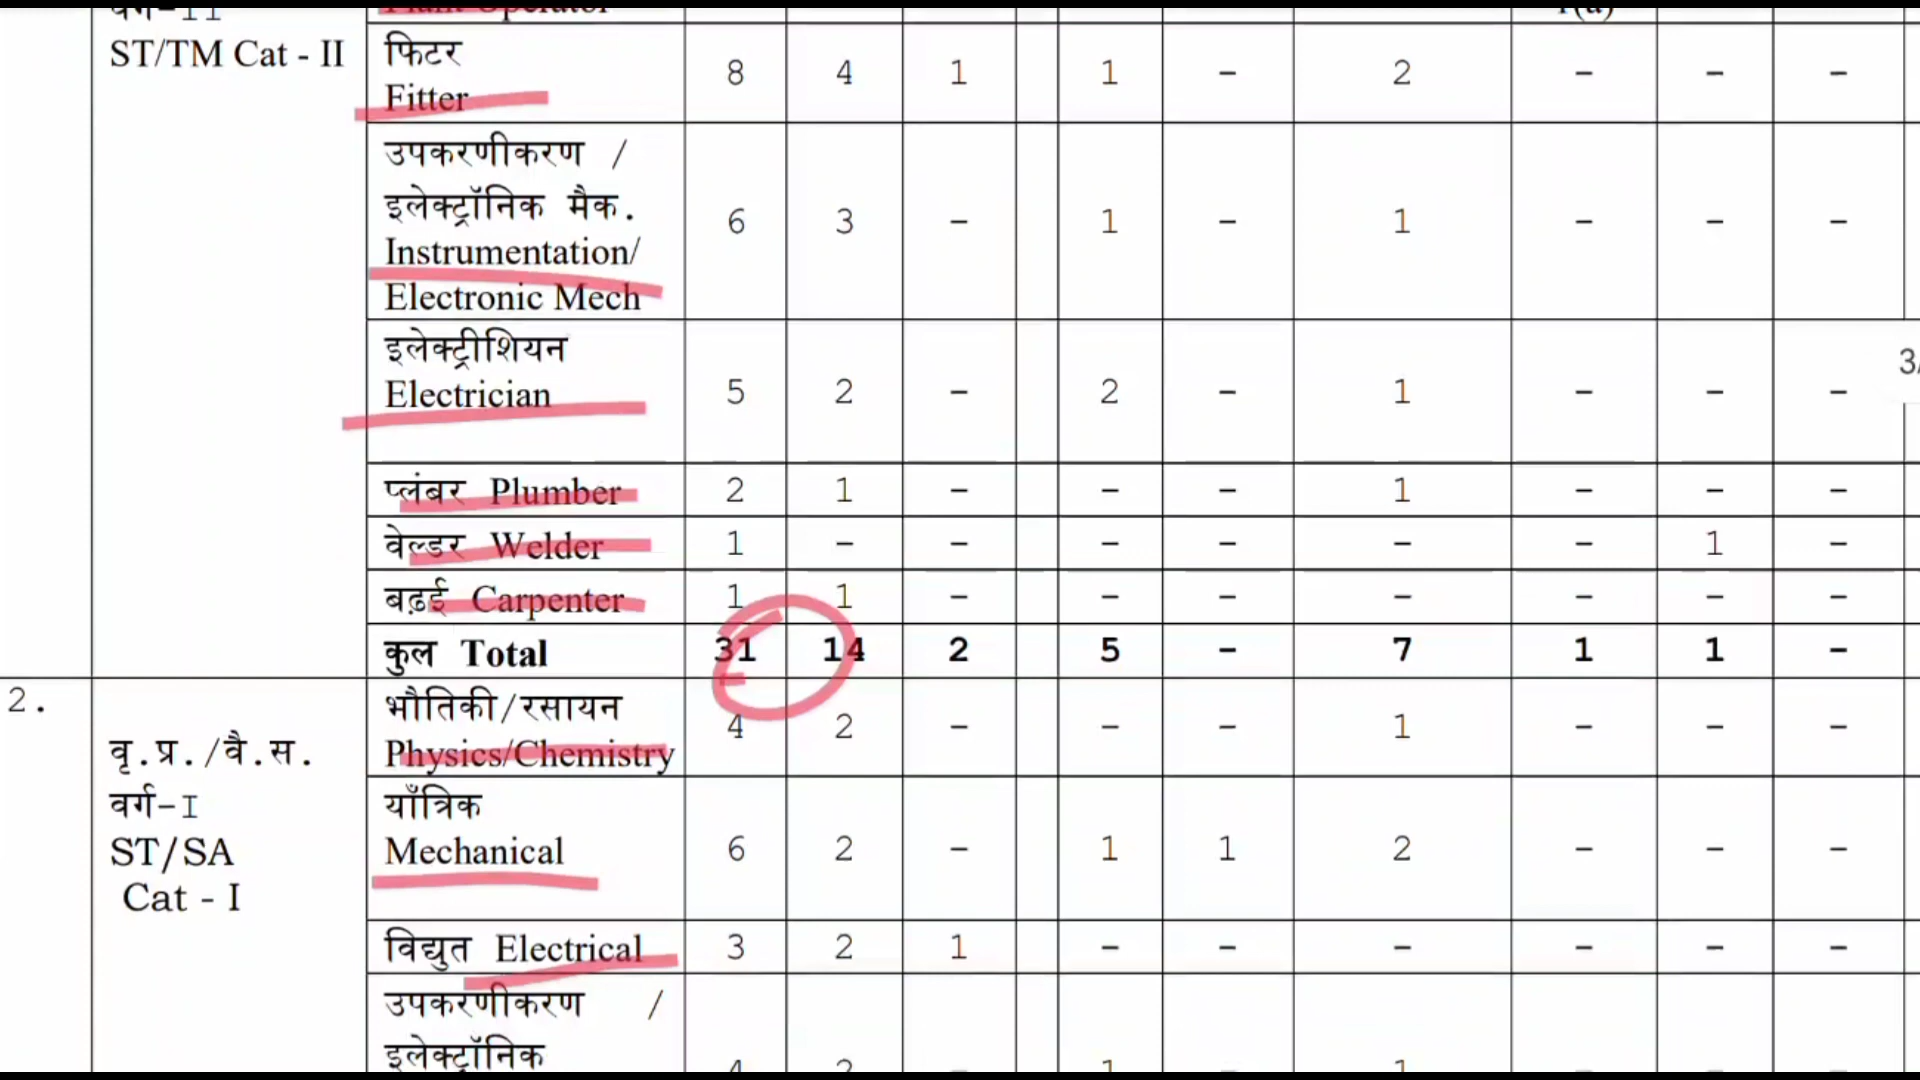 ST/TM Cat - II
Plant Operator
फिटर
Fitter
8 4 1 1 - 2 - - -
उपकरणीकरण /
इलेक्ट्रॉनिक मैक.
Instrumentation/
Electronic Mech
6 3 - 1 - 1 - - -
इलेक्ट्रीशियन
Electrician
5 2 - 2 - 1 - - -
प्लंबर Plumber 2 1 - - - 1 - - -
वेल्डर Welder 1 - - - - - - 1 -
बढ़ई Carpenter 1 1 - - - - - - -
कुल Total 31 14 2 5 - 7 1 1 -
2.
वृ.प्र./वै.स.
वर्ग-I
ST/SA
Cat - I
भौतिकी/रसायन
Physics/Chemistry
4 2 - - - 1 - - -
याँत्रिक
Mechanical
6 2 - 1 1 2 - - -
विद्युत Electrical 3 2 1 - - - - - -
उपकरणीकरण /
इलेक्ट्रॉनिक